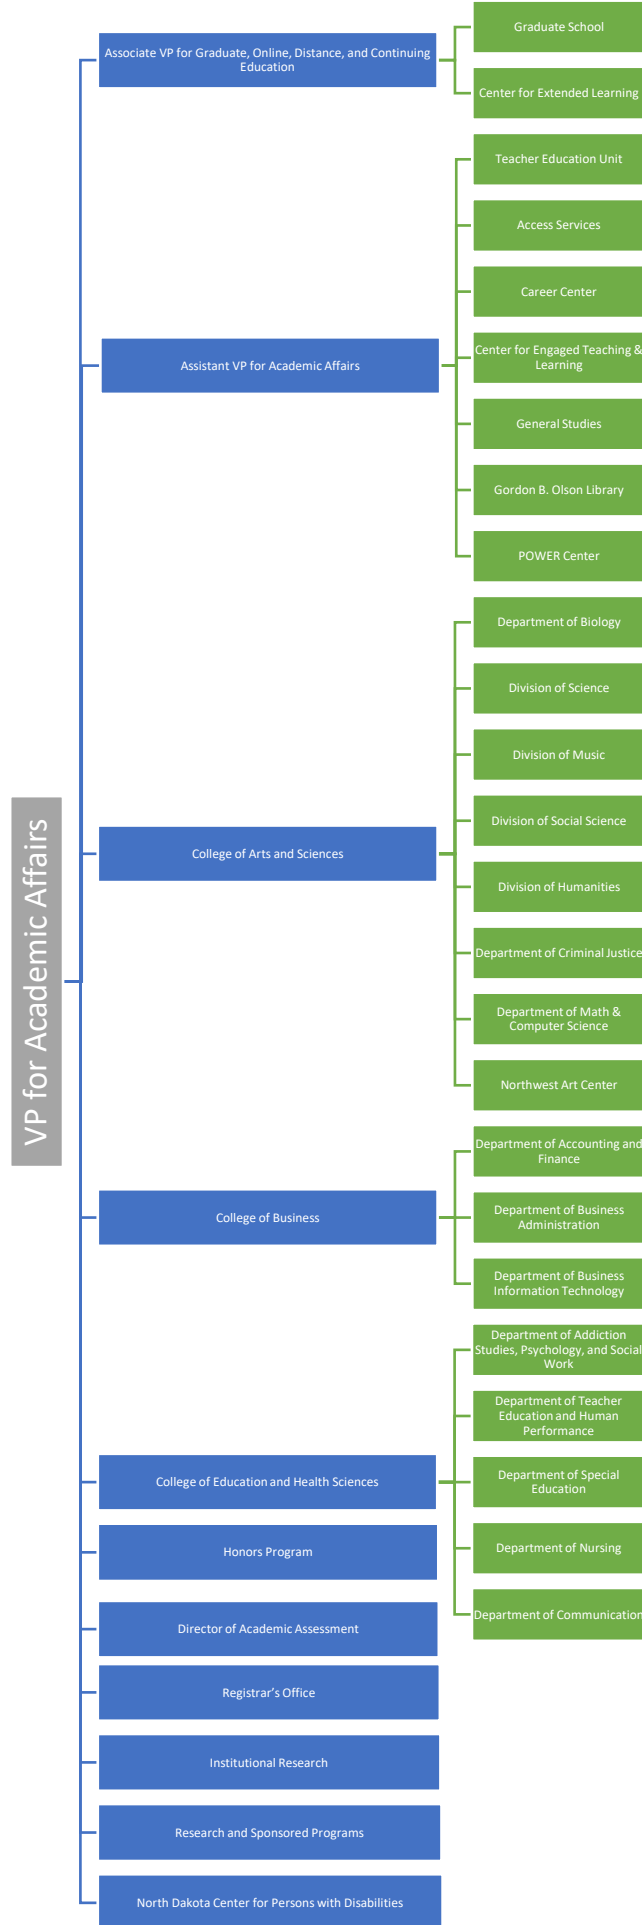 VP for Academic Affairs
Associate VP for Graduate, Online, Distance, and Continuing
Education
Graduate School
Center for Extended Learning
Assistant VP for Academic Affairs
Teacher Education Unit
Access Services
Career Center
Center for Engaged Teaching &
Learning
General Studies
Gordon B. Olson Library
POWER Center
College of Arts and Sciences
Department of Biology
Division of Science
Division of Music
Division of Social Science
Division of Humanities
Department of Criminal Justice
Department of Math &
Computer Science
Northwest Art Center
College of Business
Department of Accounting and
Finance
Department of Business
Administration
Department of Business
Information Technology
College of Education and Health Sciences
Department of Addiction
Studies, Psychology, and Social
Work
Department of Teacher
Education and Human
Performance
Department of Special
Education
Department of Nursing
Department of Communication
Honors Program
Director of Academic Assessment
Registrar’s Office
Institutional Research
Research and Sponsored Programs
North Dakota Center for Persons with Disabilities